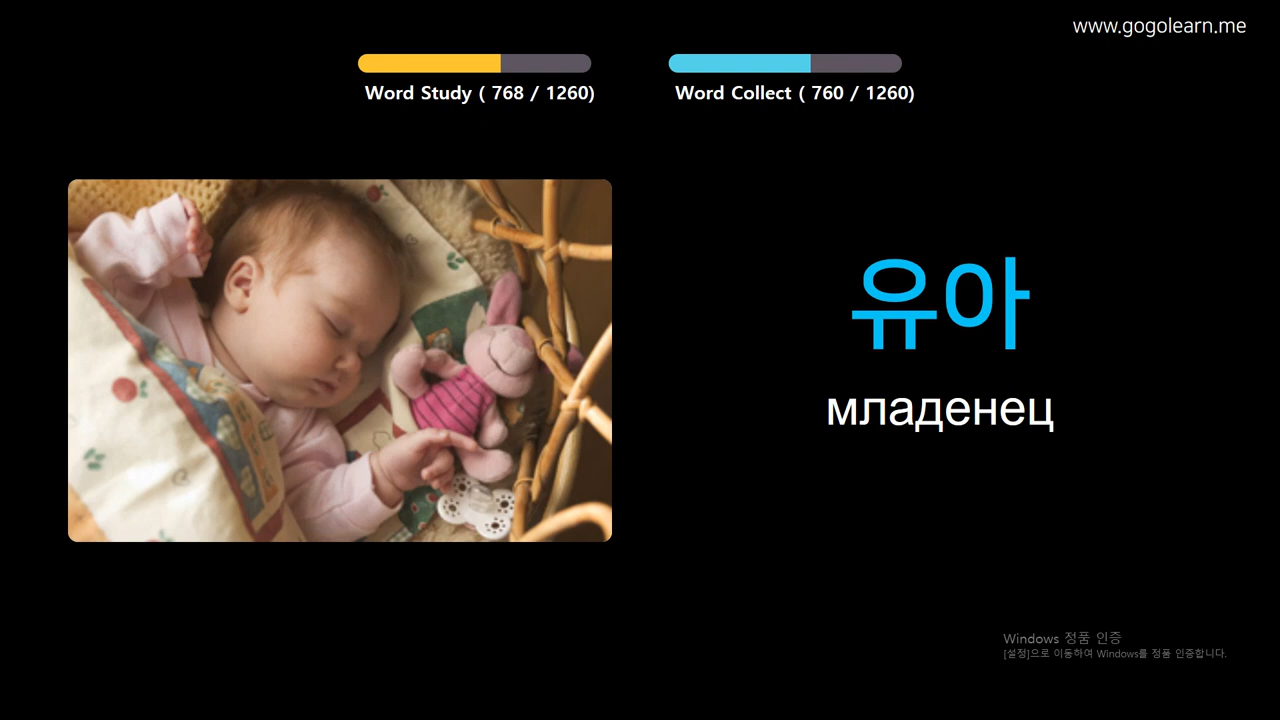 www.gogolearn.me
Word Study ( 768 / 1260)
Word Collect ( 760 / 1260)
유아
младенец
Windows 정품 인증
[설정]으로 이동하여 Windows를 정품 인증합니다.